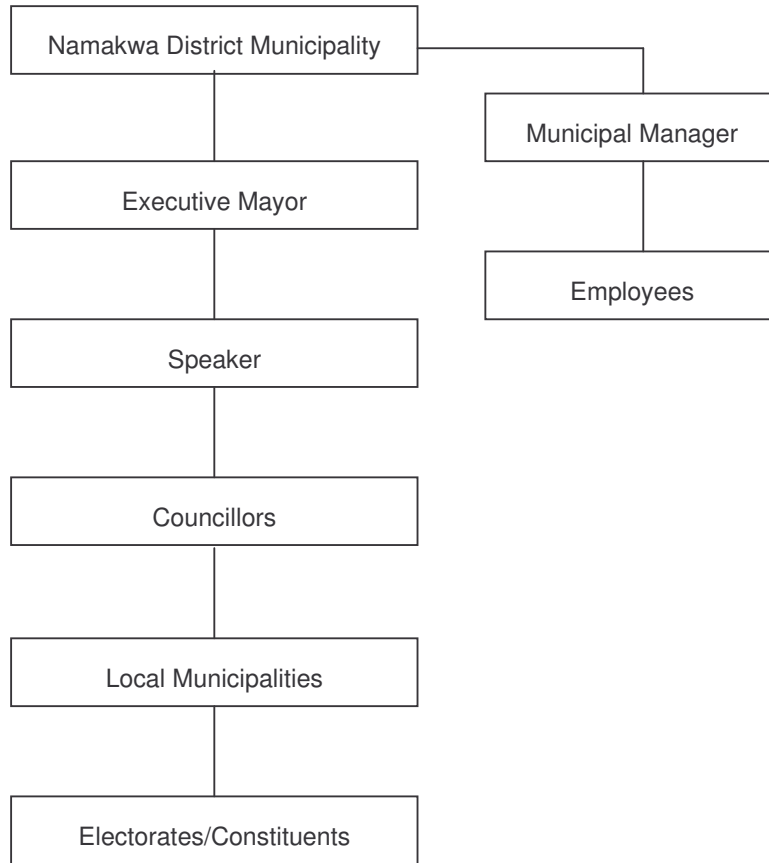 Namakwa District Municipality
Municipal Manager
Executive Mayor
Employees
Speaker
Councillors
Local Municipalities
Electorates/Constituents